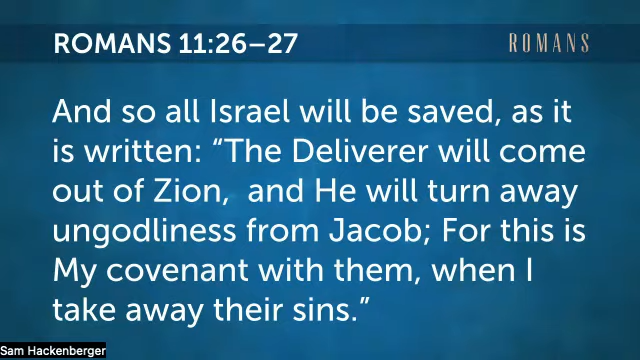 ROMANS 11:26–27
ROMANS
And so all Israel will be saved, as it
is written: “The Deliverer will come
out of Zion,  and He will turn away
ungodliness from Jacob; For this is
My covenant with them, when I
take away their sins.”
Sam Hackenberger